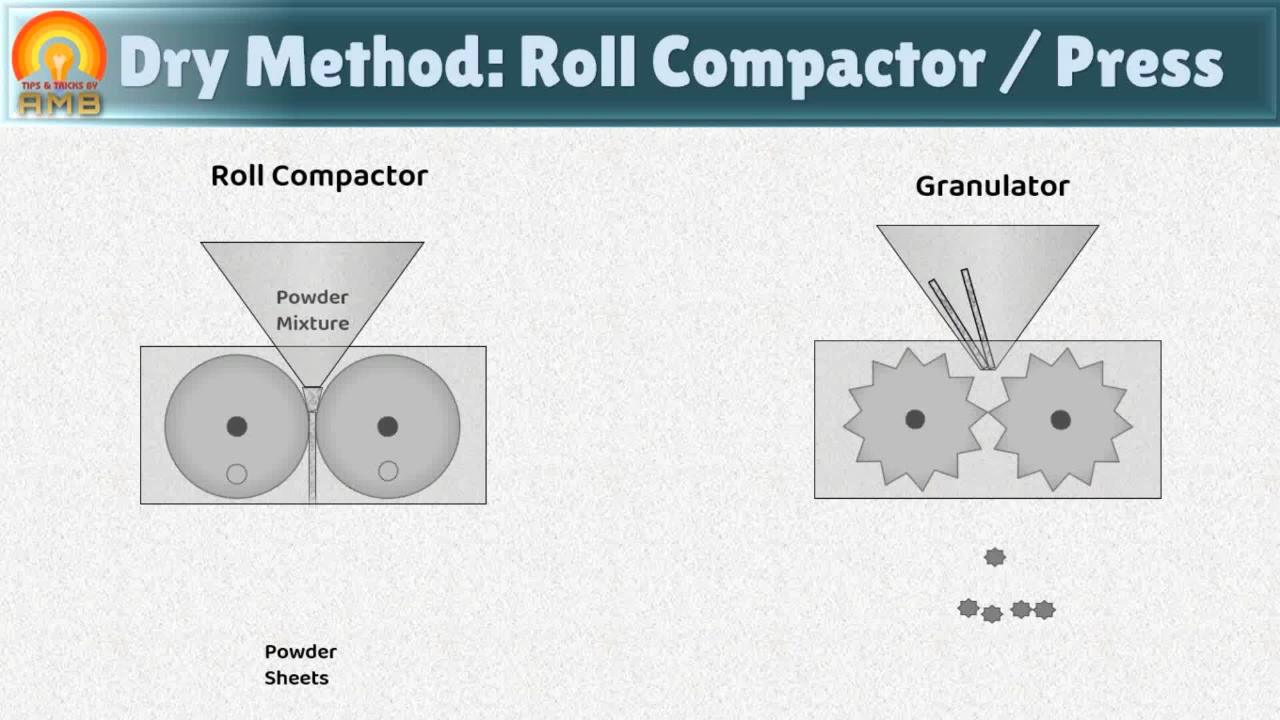 Dry Method: Roll Compactor / Press
TIPS & TRICKS BY
AMB
Roll Compactor
Granulator
Powder
Mixture
Powder
Sheets